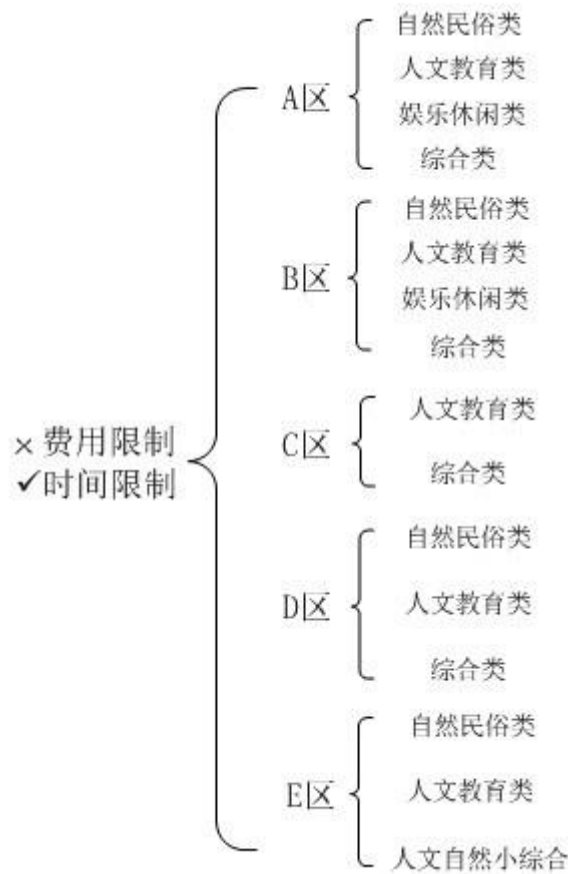 × 费用限制
✓时间限制
A区
自然民俗类
人文教育类
娱乐休闲类
综合类
B区
自然民俗类
人文教育类
娱乐休闲类
综合类
C区
人文教育类
综合类
D区
自然民俗类
人文教育类
综合类
E区
自然民俗类
人文教育类
人文自然小综合